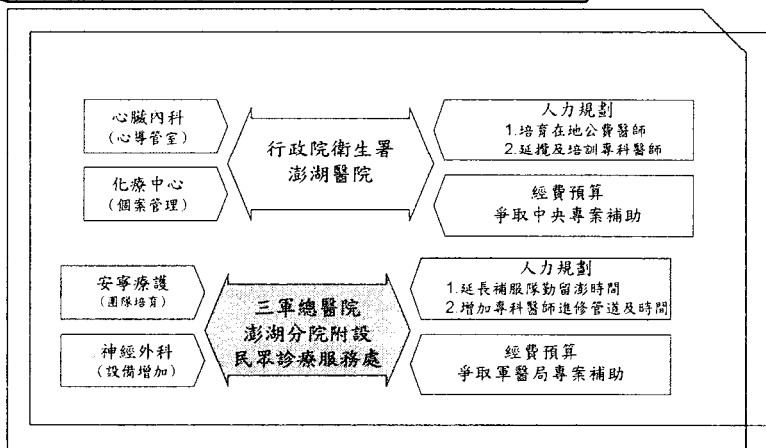 心臟內科
(心導管室)
化療中心
(個案管理)
行政院衛生署
澎湖醫院
人力規劃
1.培育在地公費醫師
2.延攬及培訓專科醫師
經費預算
爭取中央專案補助
安寧療護
(團隊培育)
神經外科
(設備增加)
三軍總醫院
澎湖分院附設
民眾診療服務處
人力規劃
1.延長補服隊勤留澎時間
2.增加專科醫師進修管道及時間
經費預算
爭取軍醫局專案補助